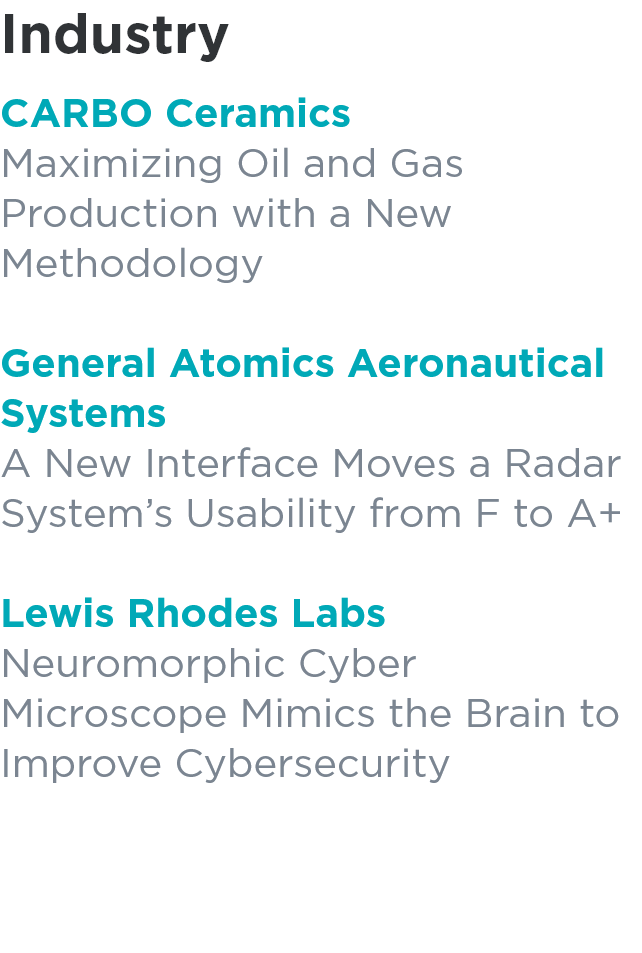 Industry
CARBO Ceramics
Maximizing Oil and Gas
Production with a New
Methodology
General Atomics Aeronautical
Systems
A New Interface Moves a Radar
System’s Usability from F to A+
Lewis Rhodes Labs
Neuromorphic Cyber
Microscope Mimics the Brain to
Improve Cybersecurity